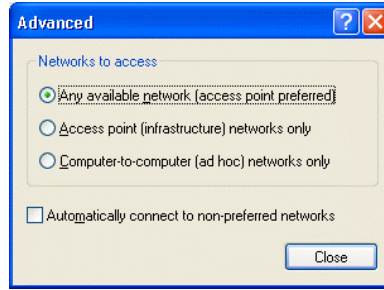 Advanced
Networks to access
Any available network (access point preferred)
Access point (infrastructure) networks only
Computer-to-computer (ad hoc) networks only
Automatically connect to non-preferred networks
Close